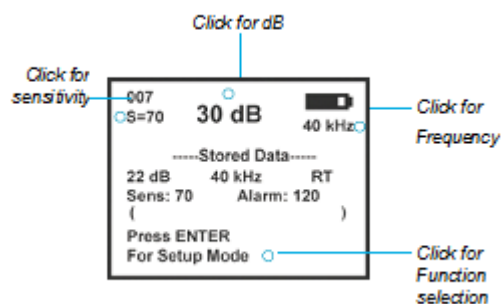 Click for dB
Click for
sensitivity
007
S=70
30 dB
40 kHz
Click for
Frequency
-----Stored Data-----
22 dB 40 kHz RT
Sens: 70 Alarm: 120
( )
Press ENTER
For Setup Mode
Click for
Function
selection